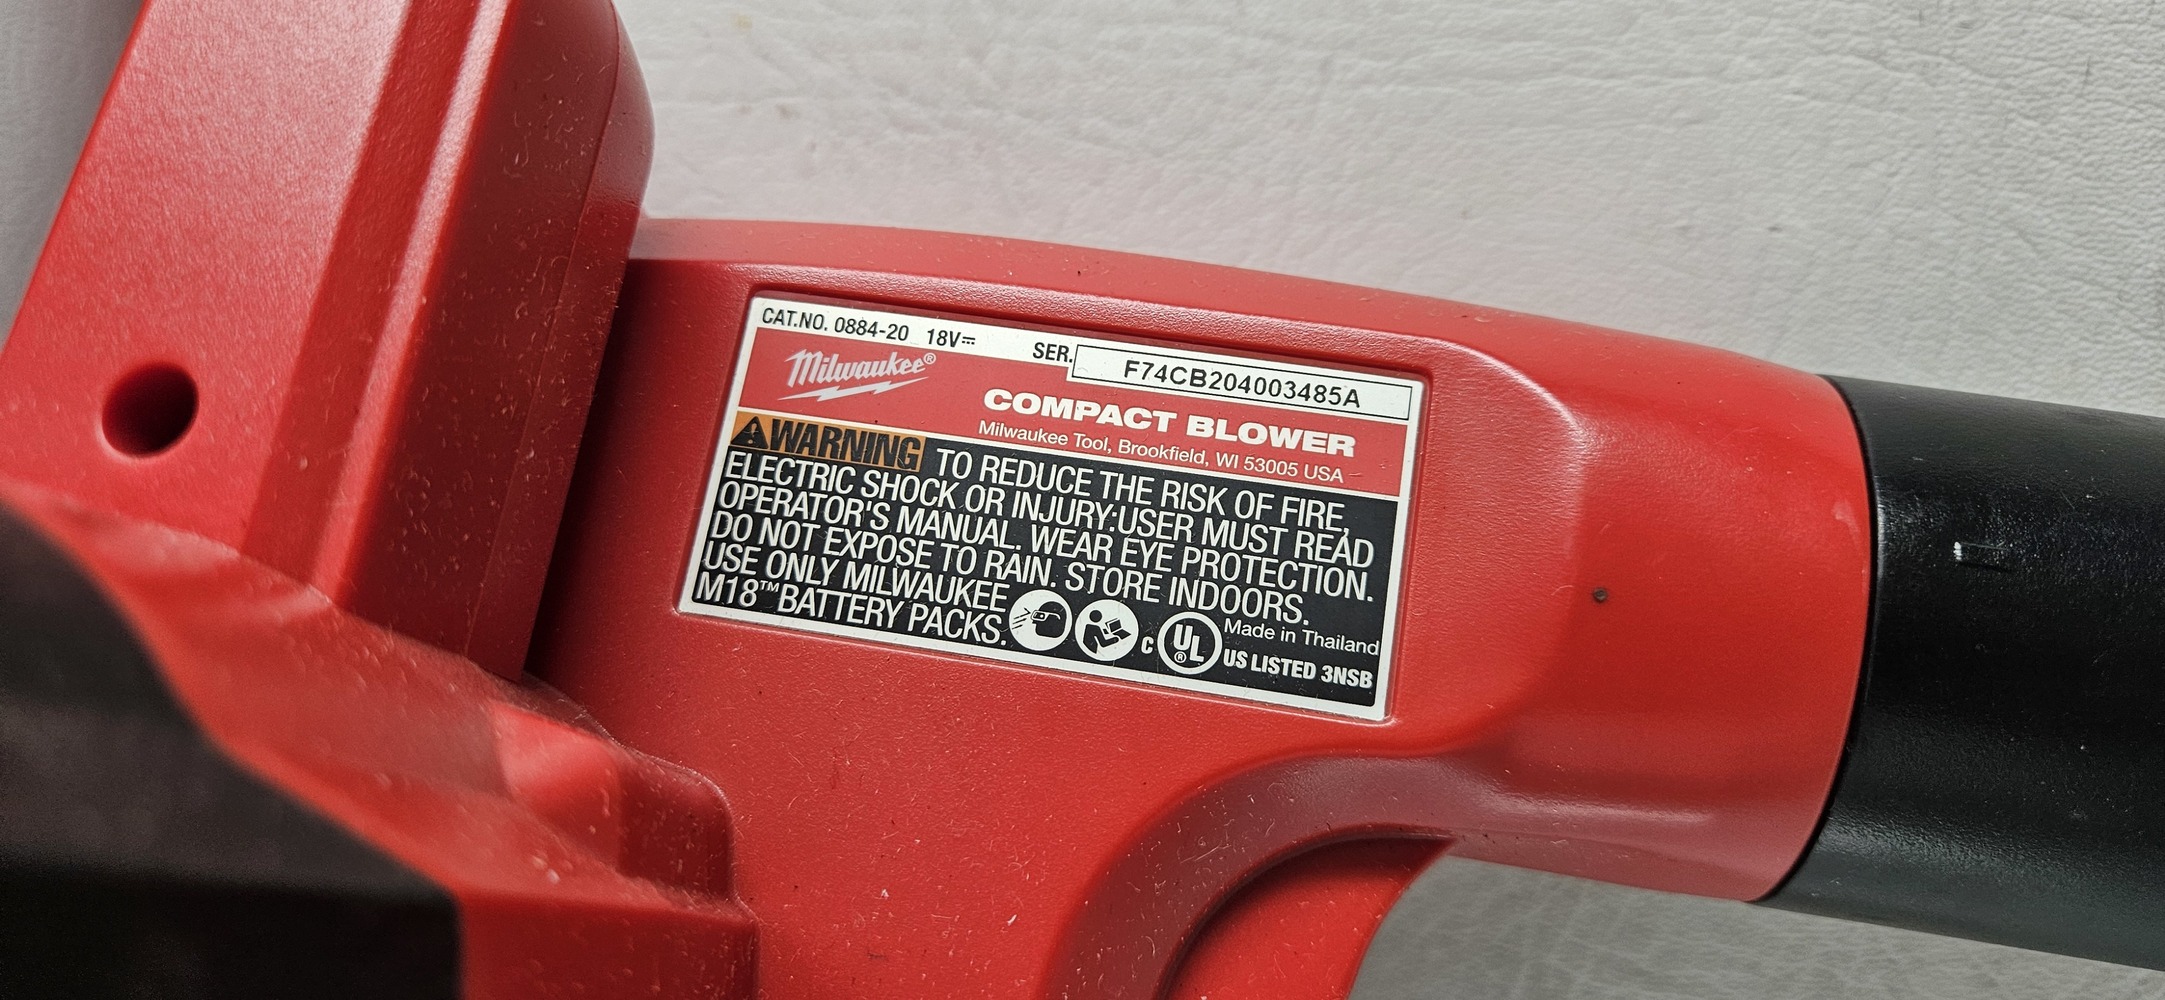 CAT.NO. 0884-20 18V⎓ SER. F74CB204003485A
Milwaukee®
COMPACT BLOWER
Milwaukee Tool, Brookfield, WI 53005 USA
WARNING TO REDUCE THE RISK OF FIRE,
ELECTRIC SHOCK OR INJURY:USER MUST READ
OPERATOR'S MANUAL. WEAR EYE PROTECTION.
DO NOT EXPOSE TO RAIN. STORE INDOORS.
USE ONLY MILWAUKEE
M18™ BATTERY PACKS.
C UL® US LISTED 3NSB
Made in Thailand